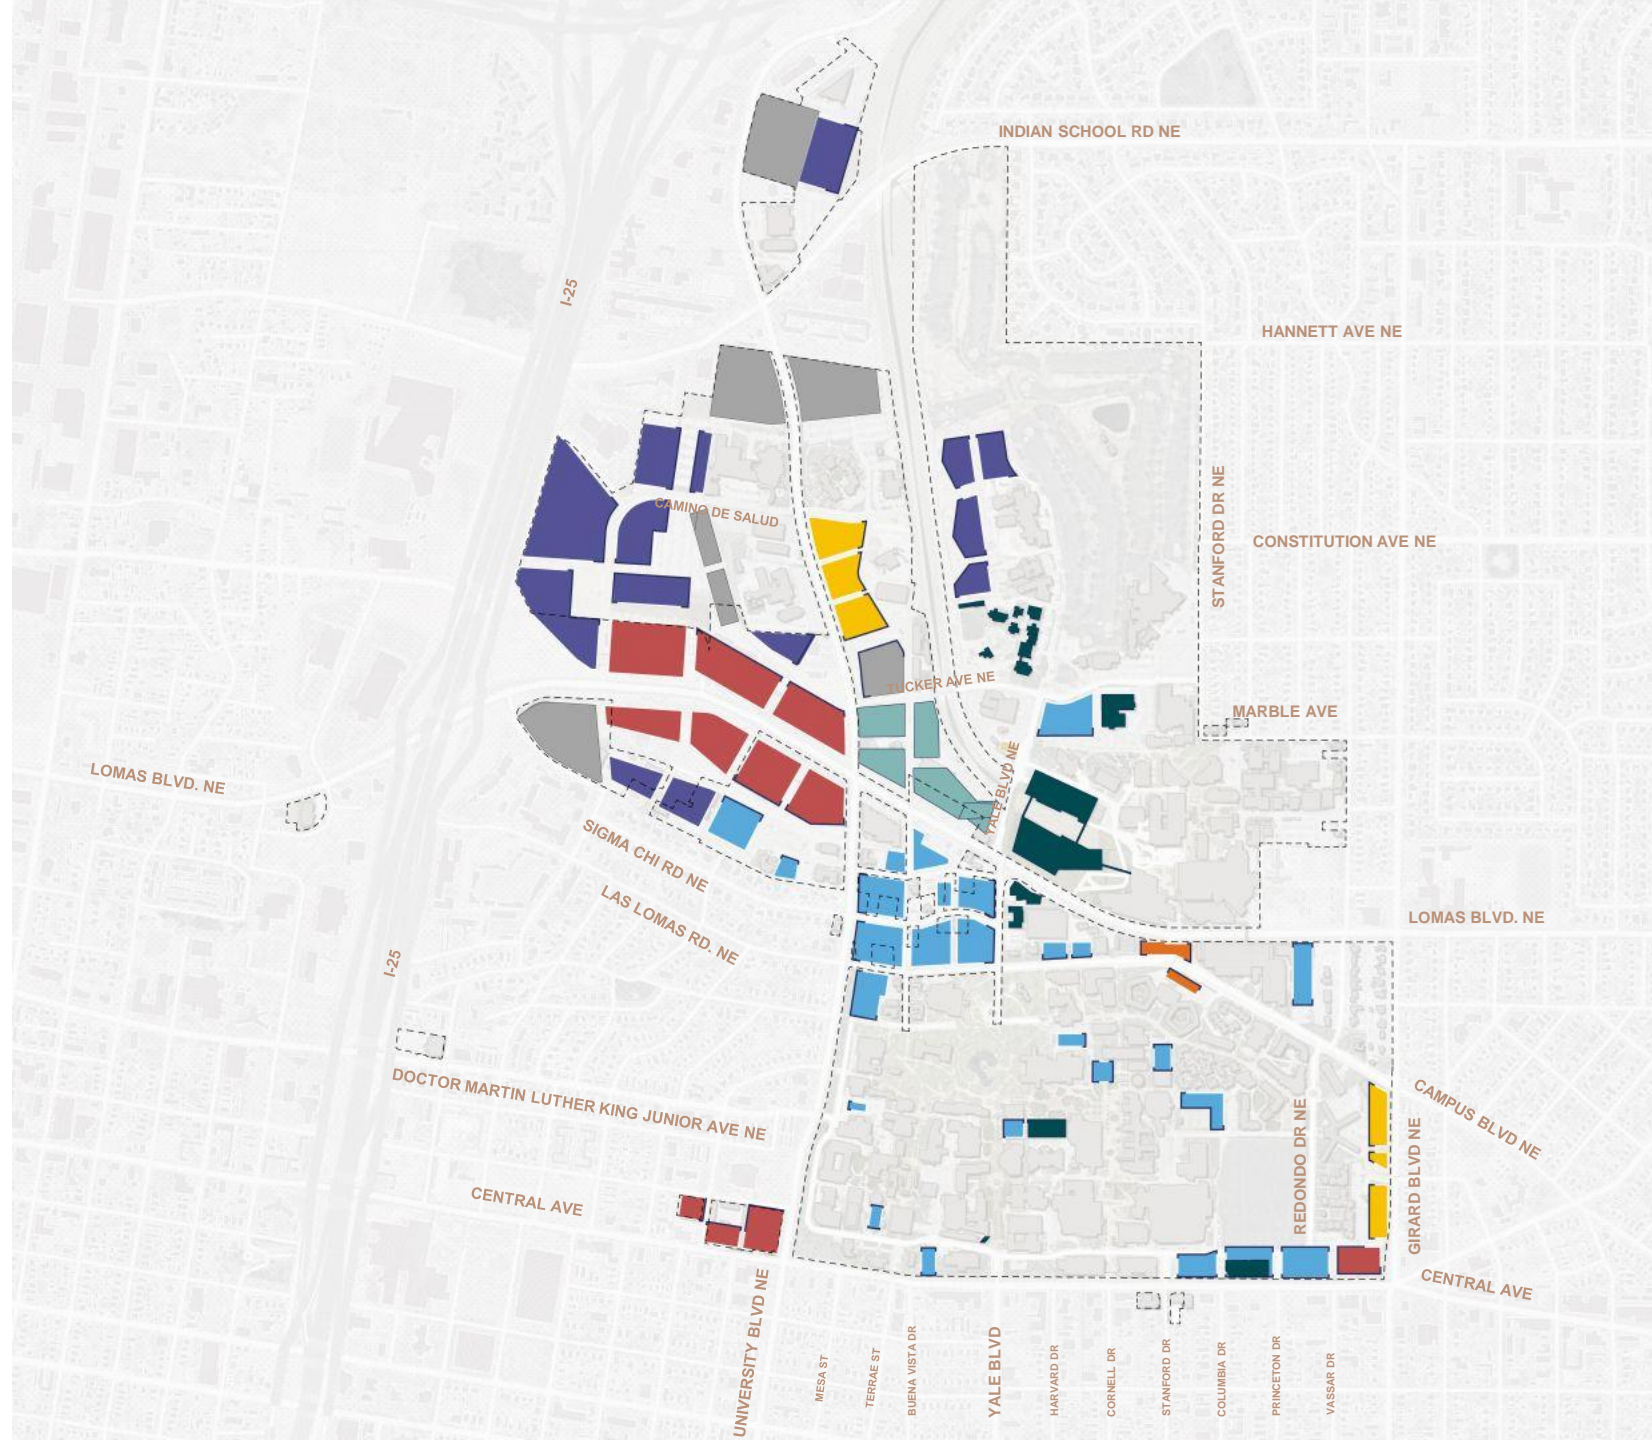 INDIAN SCHOOL RD NE
I-25
HANNETT AVE NE
STANFORD DR NE
CAMINO DE SALUD
CONSTITUTION AVE NE
TUCKER AVE NE
MARBLE AVE
LOMAS BLVD. NE
YALE BLVD NE
SIGMA CHI RD NE
LAS LOMAS RD. NE
LOMAS BLVD. NE
I-25
DOCTOR MARTIN LUTHER KING JUNIOR AVE NE
CAMPUS BLVD NE
REDONDO DR NE
GIRARD BLVD NE
CENTRAL AVE
CENTRAL AVE
UNIVERSITY BLVD NE
MESA ST
TERRAE ST
BUENA VISTA DR
YALE BLVD
HARVARD DR
CORNELL DR
STANFORD DR
COLUMBIA DR
PRINCETON DR
VASSAR DR